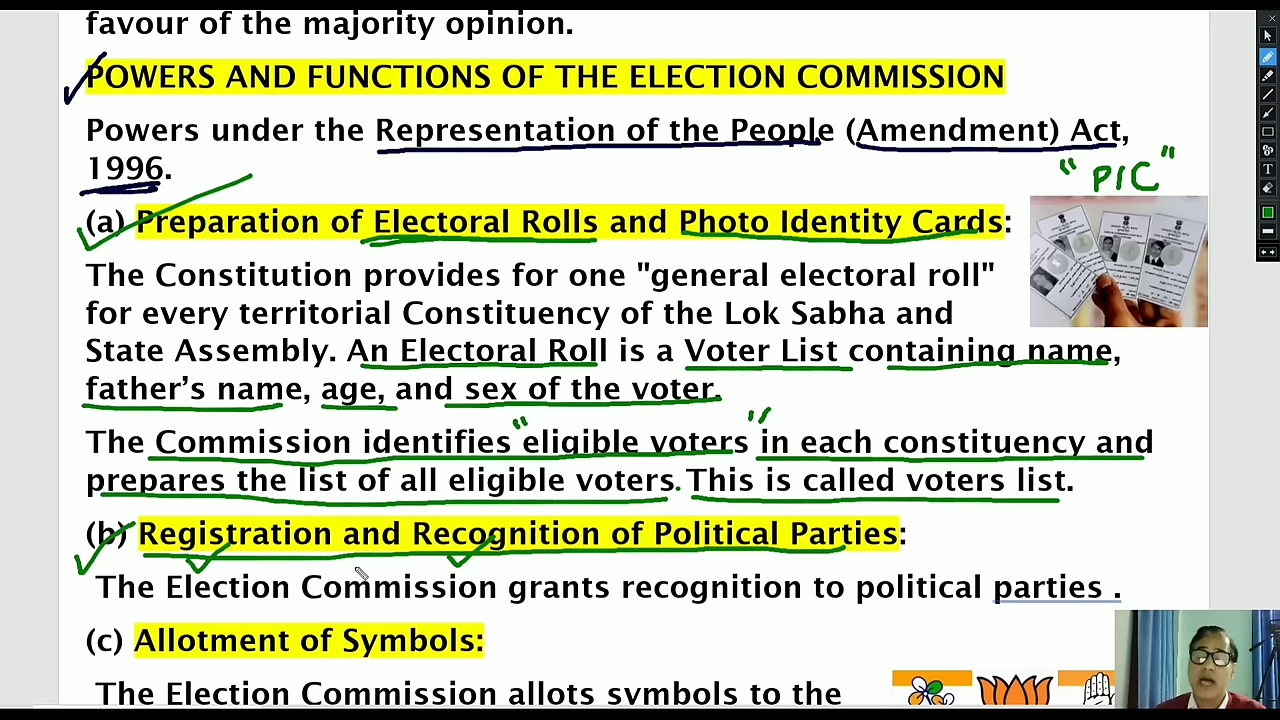 favour of the majority opinion.
POWERS AND FUNCTIONS OF THE ELECTION COMMISSION
Powers under the Representation of the People (Amendment) Act,
1996.
"PIC"
(a) Preparation of Electoral Rolls and Photo Identity Cards:
The Constitution provides for one "general electoral roll"
for every territorial Constituency of the Lok Sabha and
State Assembly. An Electoral Roll is a Voter List containing name,
father’s name, age, and sex of the voter.
The Commission identifies "eligible voters" in each constituency and
prepares the list of all eligible voters. This is called voters list.
(b) Registration and Recognition of Political Parties:
The Election Commission grants recognition to political parties .
(c) Allotment of Symbols:
The Election Commission allots symbols to the